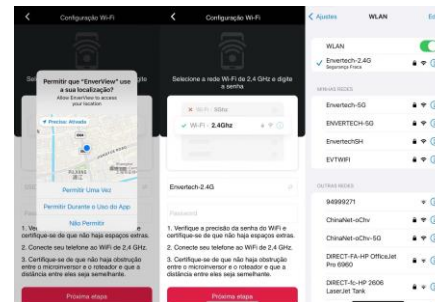 Configuração Wi-Fi
Permitir que "EnverView" use
a sua localização?
Allow EnverView to access
your location
Precisa: Ativada
Permitir Uma Vez
Permitir Durante o Uso do App
Não Permitir
certifique-se de que não haja espaços extras.
2. Conecte seu telefone ao WiFi de 2,4 GHz.
3. Certifique-se de que não haja obstrução
entre o microinversor e o roteador e que a
distância entre eles seja semelhante.
Próxima etapa
Configuração Wi-Fi
Selecione a rede Wi-Fi de 2,4 GHz e digite
a senha
Wi-Fi - 5Ghz
Wi-Fi - 2.4Ghz
Envertech-2.4G
Password
1. Verifique a precisão da senha do WiFi e
certifique-se de que não haja espaços extras.
2. Conecte seu telefone ao WiFi de 2,4 GHz.
3. Certifique-se de que não haja obstrução
entre o microinversor e o roteador e que a
distância entre eles seja semelhante.
Próxima etapa
Ajustes
WLAN
Ed
WLAN
Envertech-2.4G
Segurança Fraca
MINHAS REDES
Envertech-5G
ENVERTECH-5G
EnvertechSH
EVTWIFI
OUTRAS REDES
94999271
ChinaNet-oChv
ChinaNet-oChv-5G
DIRECT-FA-HP OfficeJet
Pro 6960
DIRECT-fc-HP 2606
LaserJet Tank